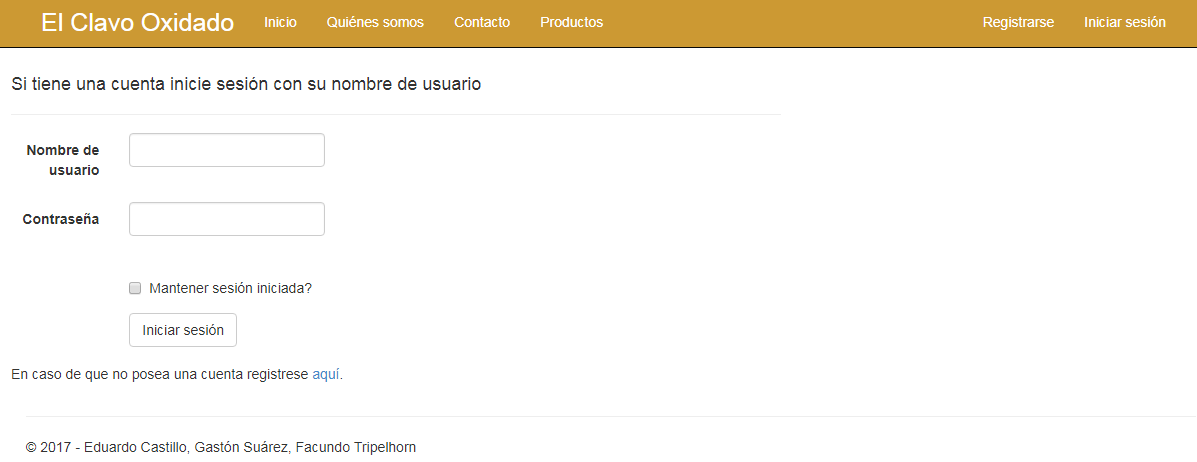 El Clavo Oxidado Inicio Quiénes somos Contacto Productos Registrarse Iniciar sesión
Si tiene una cuenta inicie sesión con su nombre de usuario
Nombre de
usuario
Contraseña
Mantener sesión iniciada?
Iniciar sesión
En caso de que no posea una cuenta registrese aquí.
© 2017 - Eduardo Castillo, Gastón Suárez, Facundo Tripelhorn